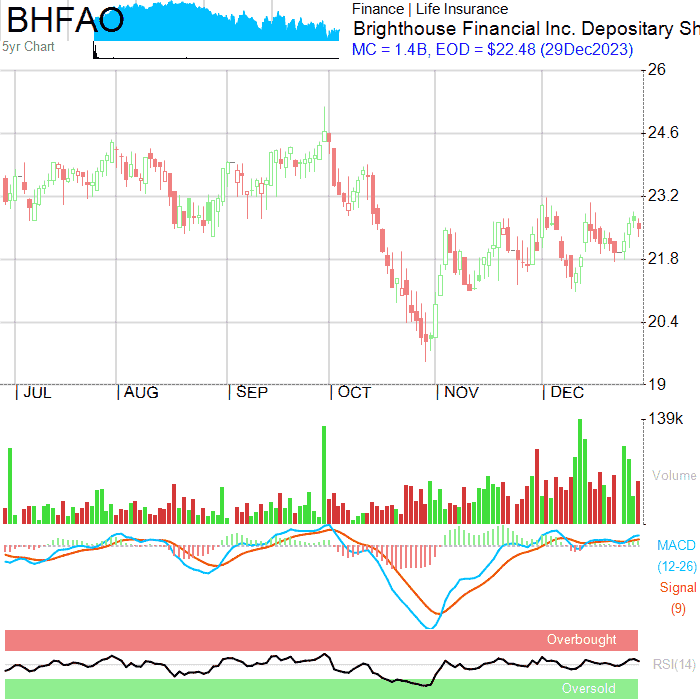 BHFAO
5yr Chart
Finance | Life Insurance
Brighthouse Financial Inc. Depositary Sh
MC = 1.4B, EOD = $22.48 (29Dec2023)
26
24.6
23.2
21.8
20.4
19
| JUL | AUG | SEP | OCT | NOV | DEC
139k
Volume
MACD
(12-26)
Signal
(9)
Overbought
RSI(14)
Oversold